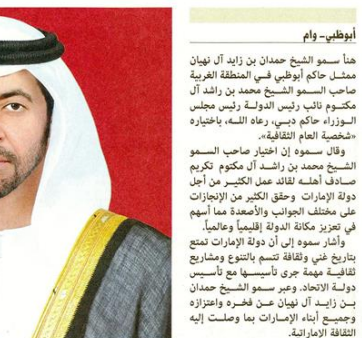 أبوظبي- وام
هنأ سمو الشيخ حمدان بن زايد آل نهيان
ممثل حاكم أبوظبي في المنطقة الغربية
صاحب السمو الشيخ محمد بن راشد آل
مكتوم نائب رئيس الدولة رئيس مجلس
الوزراء حاكم دبي، رعاه الله، باختياره
«شخصية العام الثقافية».
وقال سموه إن اختيار صاحب السمو
الشيخ محمد بن راشد آل مكتوم تكريم
صادف أهله لقائد عمل الكثير من أجل
دولة الإمارات وحقق الكثير من الإنجازات
على مختلف الجوانب والأصعدة مما أسهم
في تعزيز مكانة الدولة إقليمياً وعالمياً.
وأشار سموه إلى أن دولة الإمارات تمتع
بتاريخ غني وثقافة تتسم بالتنوع ومشاريع
ثقافية مهمة جرى تأسيسها مع تأسيس
دولة الاتحاد. وعبر سمو الشيخ حمدان
بن زايد آل نهيان عن فخره واعتزازه
وجميع أبناء الإمارات بما وصلت إليه
الثقافة الإماراتية.